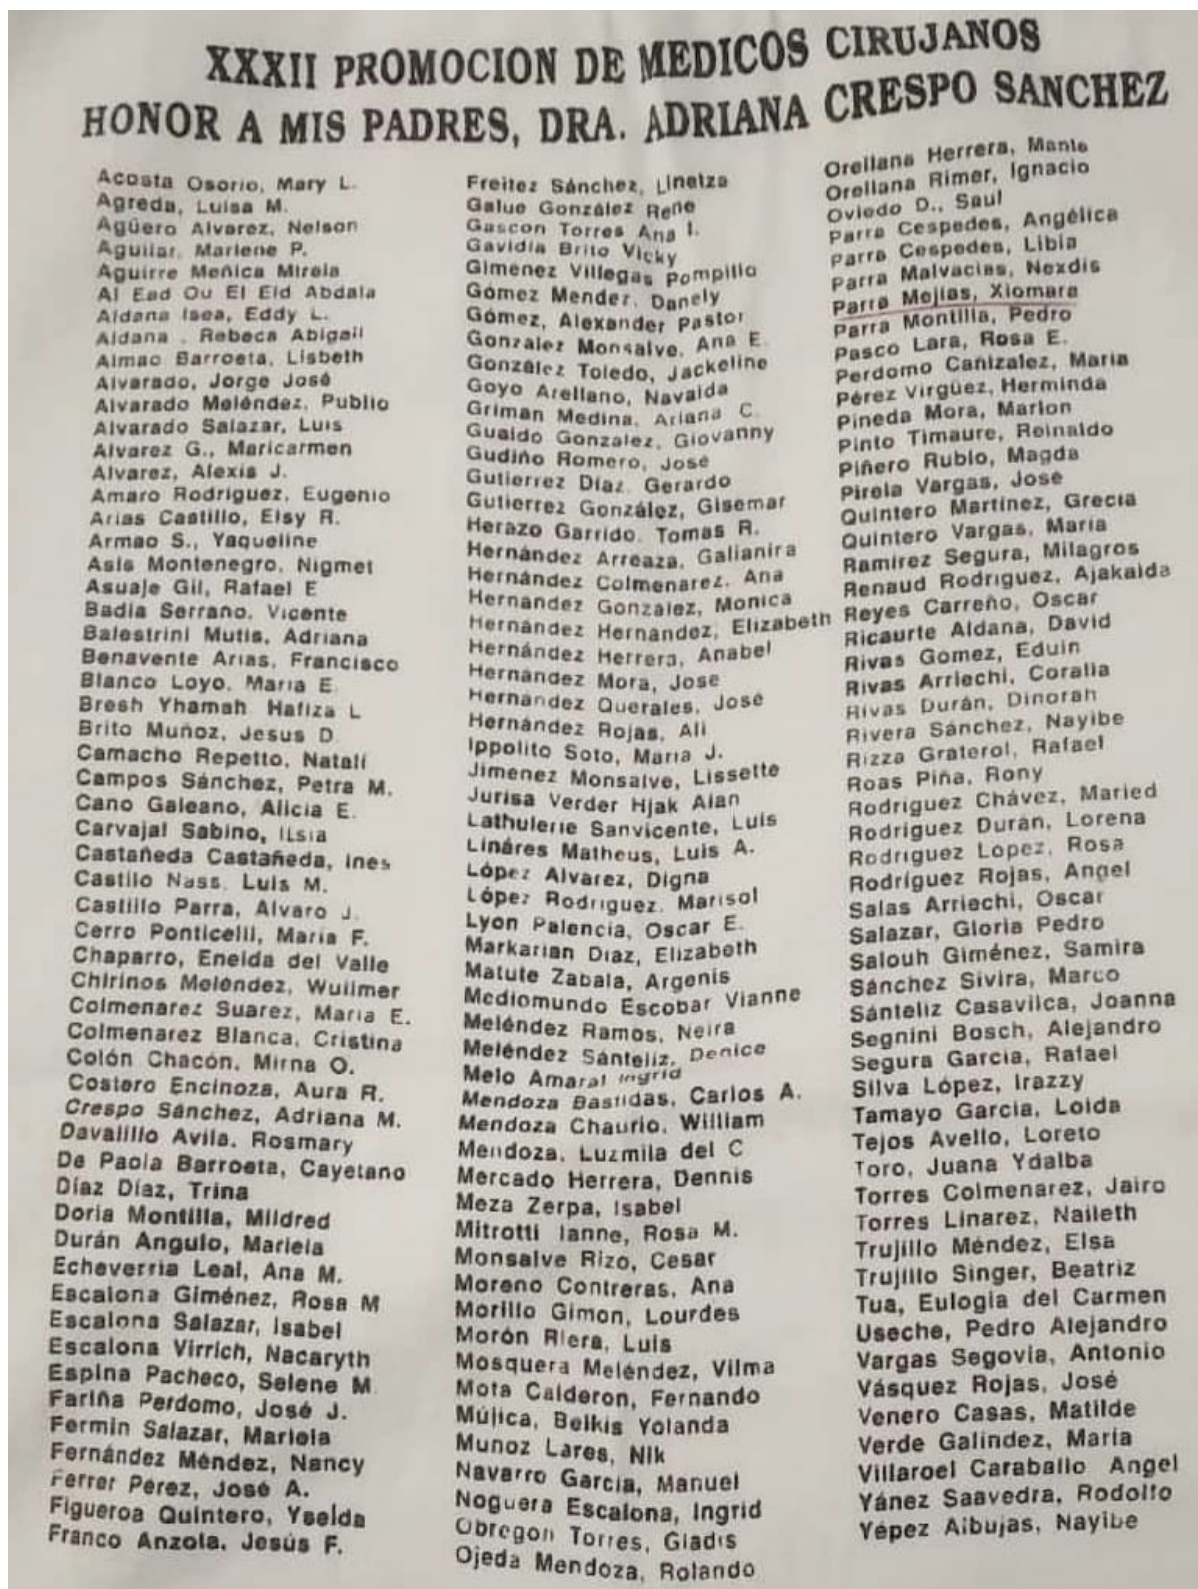 XXXII PROMOCION DE MEDICOS CIRUJANOS
HONOR A MIS PADRES, DRA. ADRIANA CRESPO SANCHEZ
Acosta Osorio, Mary L.
Agreda, Luisa M.
Agüero Alvarez, Nelson
Aguilar, Marlene P.
Aguirre Meñica Mirela
Al Ead Ou El Eid Abdala
Aldana Isea, Eddy L.
Aldana , Rebeca Abigail
Almao Barroeta, Lisbeth
Alvarado, Jorge José
Alvarado Meléndez, Publio
Alvarado Salazar, Luis
Alvarez G., Maricarmen
Alvarez, Alexis J.
Amaro Rodriguez, Eugenio
Arias Castillo, Elsy R.
Armao S., Yaqueline
Asis Montenegro, Nigmet
Asuaje Gil, Rafael E
Badia Serrano, Vicente
Balestrini Mutis, Adriana
Benavente Arias, Francisco
Blanco Loyo, Maria E.
Bresh Yhamah Hafiza L
Brito Muñoz, Jesus D.
Camacho Repetto, Natalí
Campos Sánchez, Petra M.
Cano Galeano, Alicia E.
Carvajal Sabino, Ilsia
Castañeda Castañeda, Ines
Castilo Nass, Luis M.
Castillo Parra, Alvaro J.
Cerro Ponticelli, Maria F.
Chaparro, Eneida del Valle
Chirinos Meléndez, Wuilmer
Colmenarez Suarez, Maria E.
Colmenarez Blanca, Cristina
Colón Chacón, Mirna O.
Costero Encinoza, Aura R.
Crespo Sánchez, Adriana M.
Davalillo Avila, Rosmary
De Paola Barroeta, Cayetano
Díaz Díaz, Trina
Doria Montilla, Mildred
Durán Angulo, Mariela
Echeverria Leal, Ana M.
Escalona Giménez, Rosa M
Escalona Salazar, Isabel
Escalona Virrich, Nacaryth
Espina Pacheco, Selene M.
Fariña Perdomo, José J.
Fermin Salazar, Mariela
Fernández Méndez, Nancy
Ferrer Pérez, José A.
Figueroa Quintero, Yselda
Franco Anzola, Jesús F.
Freitez Sánchez, Linetza
Galue González Rene
Gascon Torres Ana I.
Gavidia Brito Vicky
Gimenez Villegas Pompilio
Gómez Mendez, Danely
Gómez, Alexander Pastor
Gonzalez Monsalve, Ana E.
González Toledo, Jackeline
Goyo Arellano, Navaida
Griman Medina, Ariana C.
Gualdo Gonzalez, Giovanny
Gudiño Romero, José
Gutierrez Diaz, Gerardo
Gutierrez González, Gisemar
Herazo Garrido, Tomas R.
Hernández Arreaza, Galianira
Hernández Colmenarez, Ana
Hernandez González, Monica
Hernández Hernandez, Elizabeth
Hernández Herrera, Anabel
Hernandez Mora, Jose
Hernandez Querales, José
Hernández Rojas, Ali
Ippolito Soto, Maria J.
Jimenez Monsalve, Lissette
Jurisa Verder Hjak Alan
Lathulerie Sanvicente, Luis
Lináres Matheus, Luis A.
López Alvarez, Digna
López Rodriguez, Marisol
Lyon Palencia, Oscar E.
Markarian Diaz, Elizabeth
Matute Zabala, Argenis
Mediomundo Escobar Vianne
Meléndez Ramos, Neira
Meléndez Sánteliz, Denice
Melo Amaral Ingrid
Mendoza Bastidas, Carlos A.
Mendoza Chaurio, William
Mendoza, Luzmila del C
Mercado Herrera, Dennis
Meza Zerpa, Isabel
Mitrotti Ianne, Rosa M.
Monsalve Rizo, Cesar
Moreno Contreras, Ana
Morillo Gimon, Lourdes
Morón Riera, Luis
Mosquera Meléndez, Vilma
Mota Calderon, Fernando
Mújica, Belkis Yolanda
Munoz Lares, Nik
Navarro García, Manuel
Noguera Escalona, Ingrid
Obregon Torres, Gladis
Ojeda Mendoza, Rolando
Orellana Herrera, Mante
Orellana Rimer, Ignacio
Oviedo D., Saul
Parra Cespedes, Angélica
Parra Cespedes, Libia
Parra Malvacias, Nexdis
Parra Mejias, Xiomara
Parra Montilla, Pedro
Pasco Lara, Rosa E.
Perdomo Cañizalez, Maria
Pérez Virgüez, Herminda
Pineda Mora, Marlon
Pinto Timaure, Reinaldo
Piñero Rubio, Magda
Pirela Vargas, José
Quintero Martínez, Grecia
Quintero Vargas, María
Ramirez Segura, Milagros
Renaud Rodriguez, Ajakaida
Reyes Carreño, Oscar
Ricaurte Aldana, David
Rivas Gomez, Eduin
Rivas Arriechi, Coralia
Rivas Durán, Dinorah
Rivera Sánchez, Nayibe
Rizza Graterol, Rafael
Roas Piña, Rony
Rodriguez Chávez, Maried
Rodriguez Durán, Lorena
Rodriguez Lopez, Rosa
Rodríguez Rojas, Angel
Salas Arriechi, Oscar
Salazar, Gloria Pedro
Salouh Giménez, Samira
Sánchez Sivira, Marco
Sánteliz Casavilca, Joanna
Segnini Bosch, Alejandro
Segura Garcia, Rafael
Silva López, Irazzy
Tamayo Garcia, Loida
Tejos Avello, Loreto
Toro, Juana Ydalba
Torres Colmenarez, Jairo
Torres Linarez, Naileth
Trujillo Méndez, Elsa
Trujillo Singer, Beatriz
Tua, Eulogia del Carmen
Useche, Pedro Alejandro
Vargas Segovia, Antonio
Vásquez Rojas, José
Venero Casas, Matilde
Verde Galindez, Maria
Villaroel Caraballo Angel
Yánez Saavedra, Rodolfo
Yépez Aibujas, Nayibe